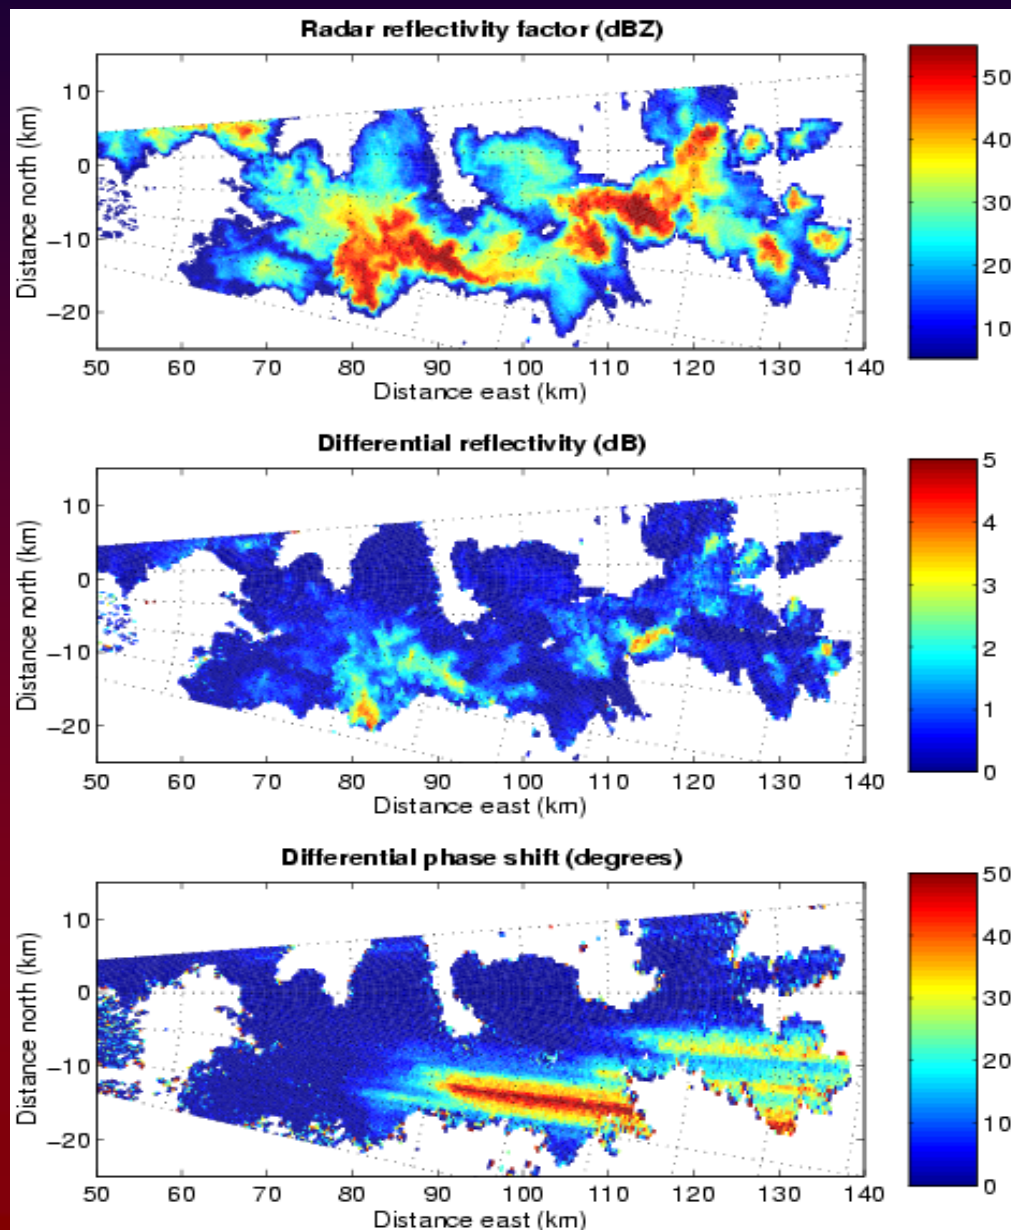 Radar reflectivity factor (dBZ)
Distance north (km)
10
0
−10
−20
50 60 70 80 90 100 110 120 130 140
Distance east (km)
50
40
30
20
10
Differential reflectivity (dB)
Distance north (km)
10
0
−10
−20
50 60 70 80 90 100 110 120 130 140
Distance east (km)
5
4
3
2
1
0
Differential phase shift (degrees)
Distance north (km)
10
0
−10
−20
50 60 70 80 90 100 110 120 130 140
Distance east (km)
50
40
30
20
10
0